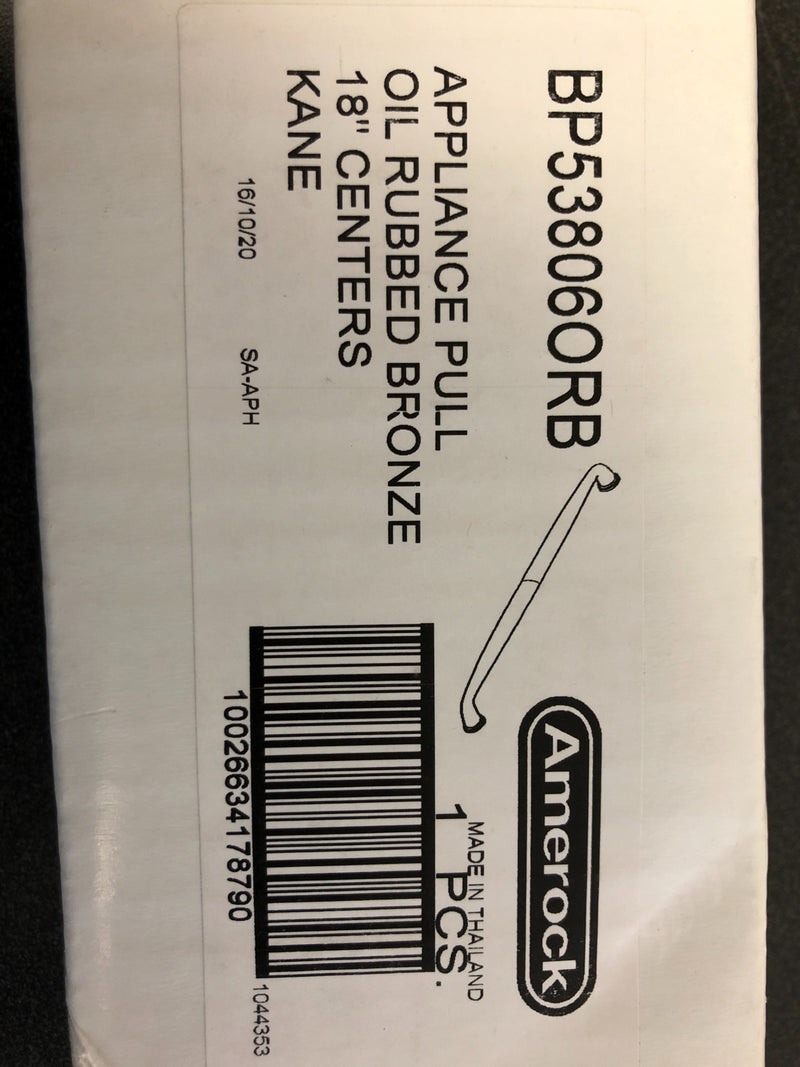 BP53806ORB
Amerock
APPLIANCE PULL
OIL RUBBED BRONZE
18" CENTERS
KANE
MADE IN THAILAND
1 PCS.
16/10/20 SA-APH
10026634178790
1044353